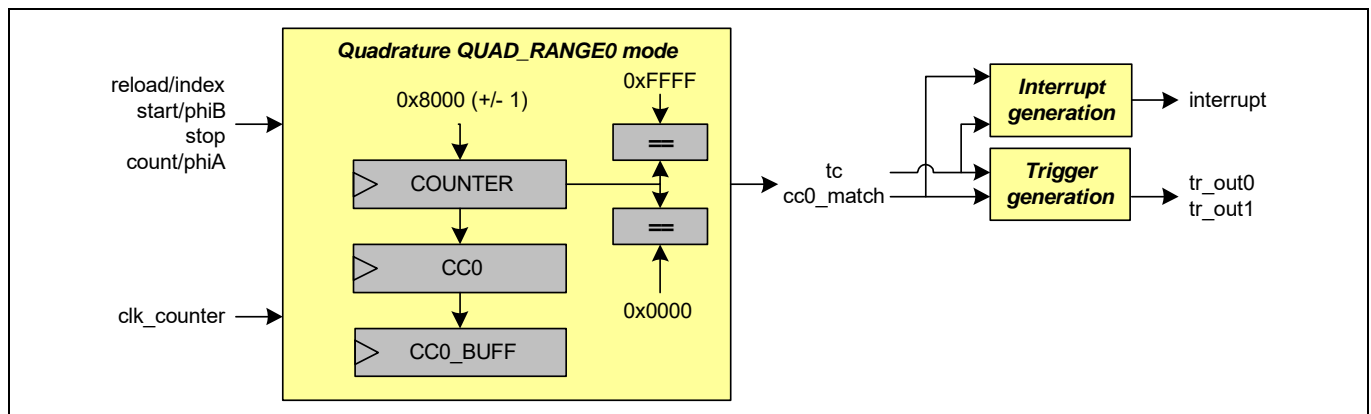 Quadrature QUAD_RANGE0 mode
reload/index
start/phiB
stop
count/phiA
clk_counter
0x8000 (+/- 1)
COUNTER
CC0
CC0_BUFF
0xFFFF
==
==
0x0000
tc
cc0_match
Interrupt
generation
interrupt
Trigger
generation
tr_out0
tr_out1